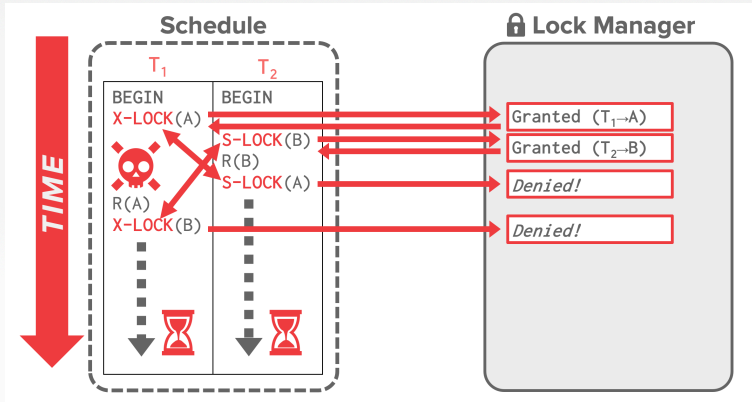 Schedule
Lock Manager
TIME
T₁
T₂
BEGIN
X-LOCK(A)
R(A)
X-LOCK(B)
BEGIN
S-LOCK(B)
R(B)
S-LOCK(A)
Granted (T₁→A)
Granted (T₂→B)
Denied!
Denied!